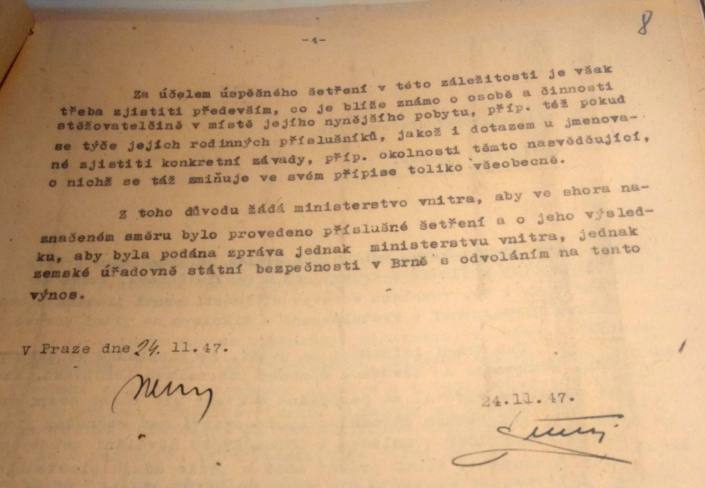 8
-4-
Za účelem úspěčného šetření v této záležitosti je však
třeba zjistiti především, co je blíže známo o osobě a činnosti
stěžovatelčině v místě jejího nynějšího pobytu, příp. též pokud
se týče jejich rodinných příslušníků, jakož i dotazem u jmenova-
né zjistiti konkretní závady, příp. okolnosti těmto nasvědčující,
o nichž se táž zmiňuje ve svém přípise toliko všeobecně.
Z toho důvodu žádá ministerstvo vnitra, aby ve shora na-
značeném směru bylo provedeno příslušné šetření a o jeho výsled-
ku, aby byla podána zpráva jednak ministerstvu vnitra, jednak
zemské úřadovně státní bezpečnosti v Brně s odvoláním na tento
výnos.
V Praze dne 24. 11.47.
24.11.47.